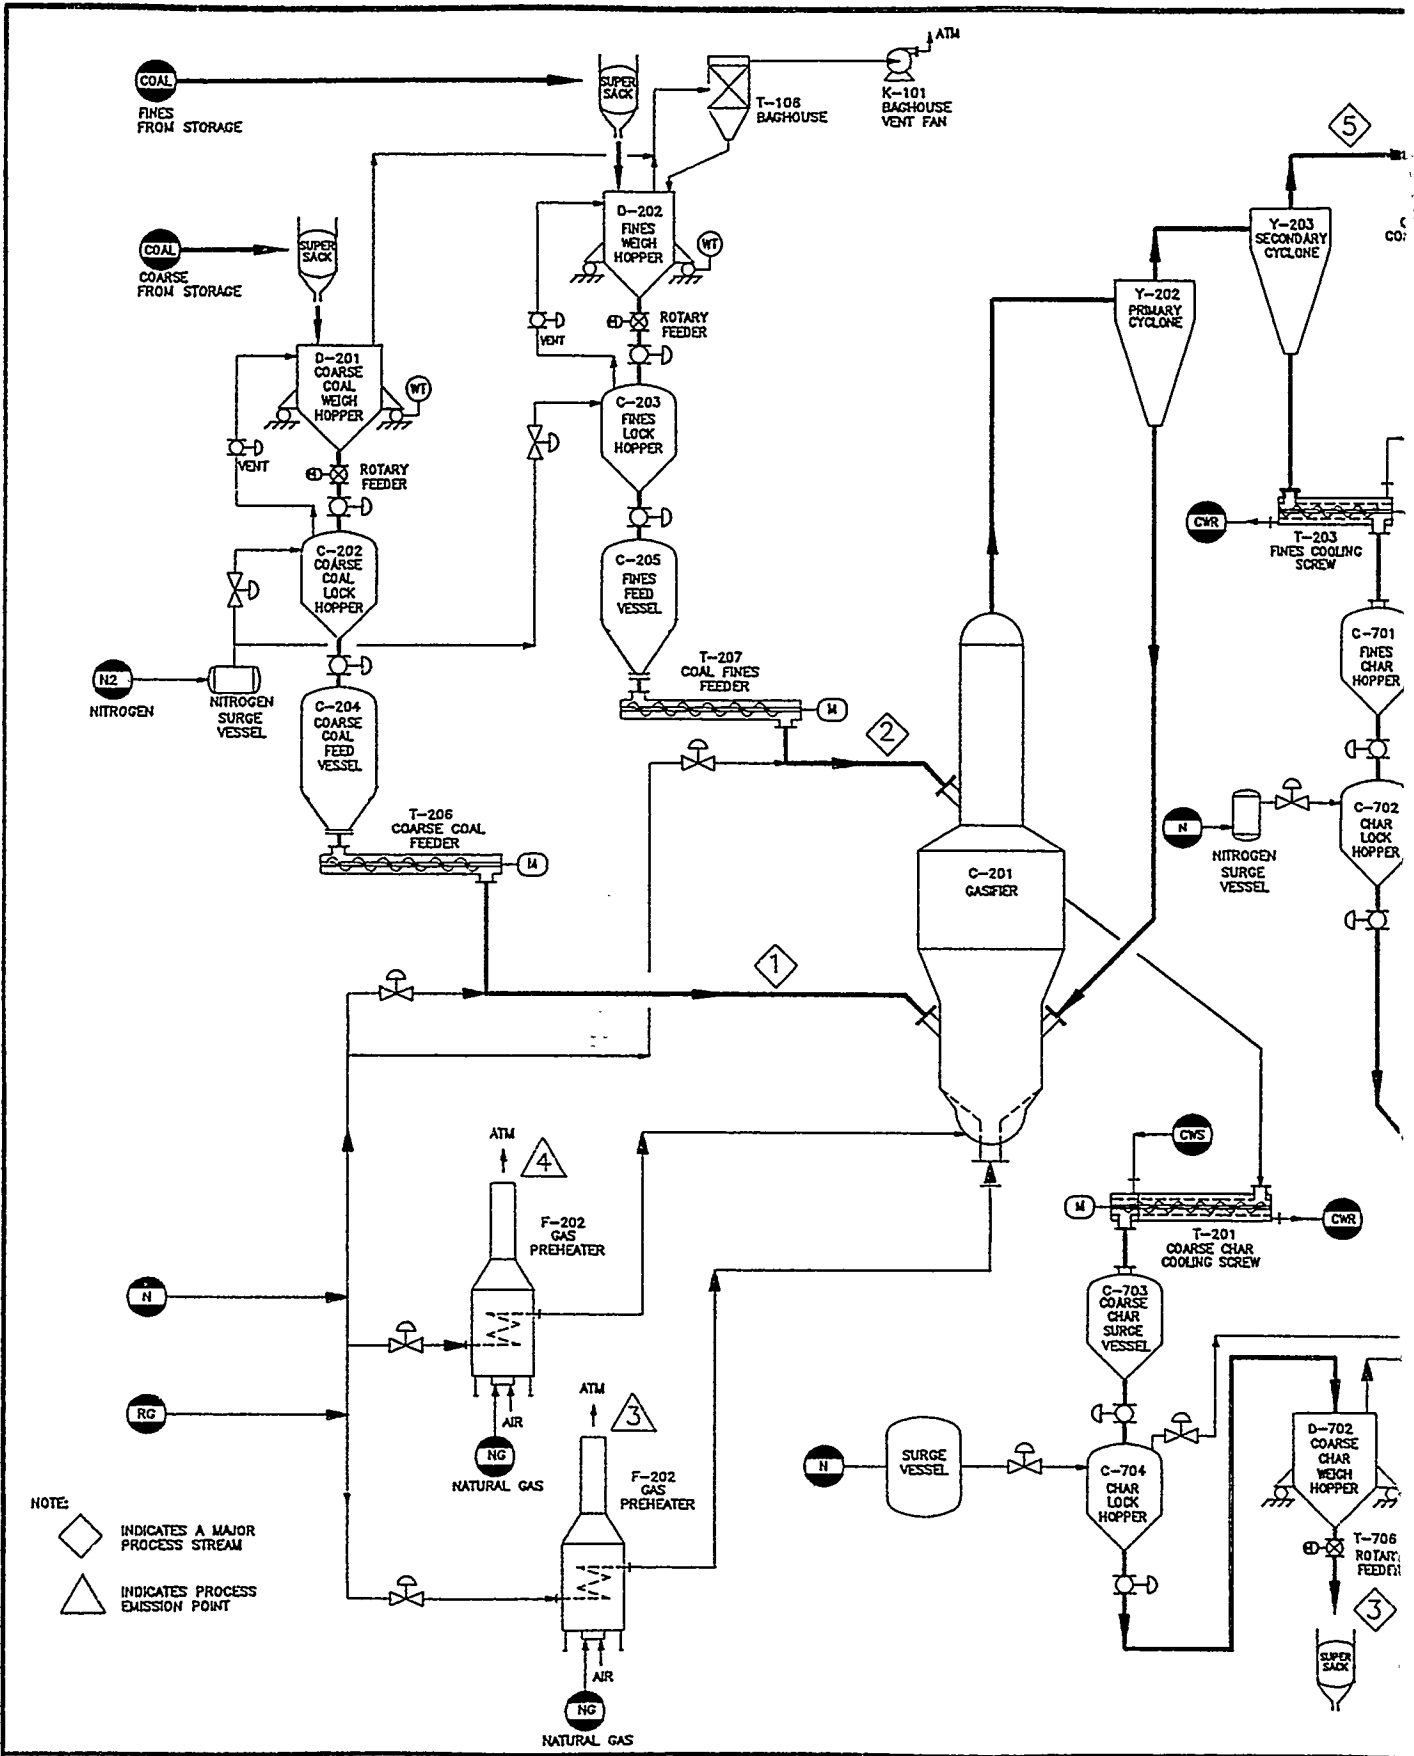 COAL
FINES
FROM STORAGE
SUPER
SACK
T-108
BAGHOUSE
ATM
K-101
BAGHOUSE
VENT FAN
5
COAL
COARSE
FROM STORAGE
SUPER
SACK
D-202
FINES
WEIGH
HOPPER
WT
VENT
ROTARY
FEEDER
Y-203
SECONDARY
CYCLONE
Y-202
PRIMARY
CYCLONE
D-201
COARSE
COAL
WEIGH
HOPPER
WT
VENT
ROTARY
FEEDER
C-203
FINES
LOCK
HOPPER
C-202
COARSE
COAL
LOCK
HOPPER
C-205
FINES
FEED
VESSEL
CWR
T-203
FINES COOLING
SCREW
C-701
FINES
CHAR
HOPPER
N2
NITROGEN
NITROGEN
SURGE
VESSEL
C-204
COARSE
COAL
FEED
VESSEL
T-207
COAL FINES
FEEDER
M
2
T-206
COARSE COAL
FEEDER
M
C-201
GASIFIER
N
NITROGEN
SURGE
VESSEL
C-702
CHAR
LOCK
HOPPER
1
ATM
4
F-202
GAS
PREHEATER
CWS
M
CWR
T-201
COARSE CHAR
COOLING SCREW
N
C-703
COARSE
CHAR
SURGE
VESSEL
RG
AIR
NG
NATURAL GAS
ATM
3
F-202
GAS
PREHEATER
N
SURGE
VESSEL
C-704
CHAR
LOCK
HOPPER
D-702
COARSE
CHAR
WEIGH
HOPPER
T-706
ROTARY
FEEDER
3
SUPER
SACK
NOTE:
INDICATES A MAJOR
PROCESS STREAM
INDICATES PROCESS
EMISSION POINT
AIR
NG
NATURAL GAS